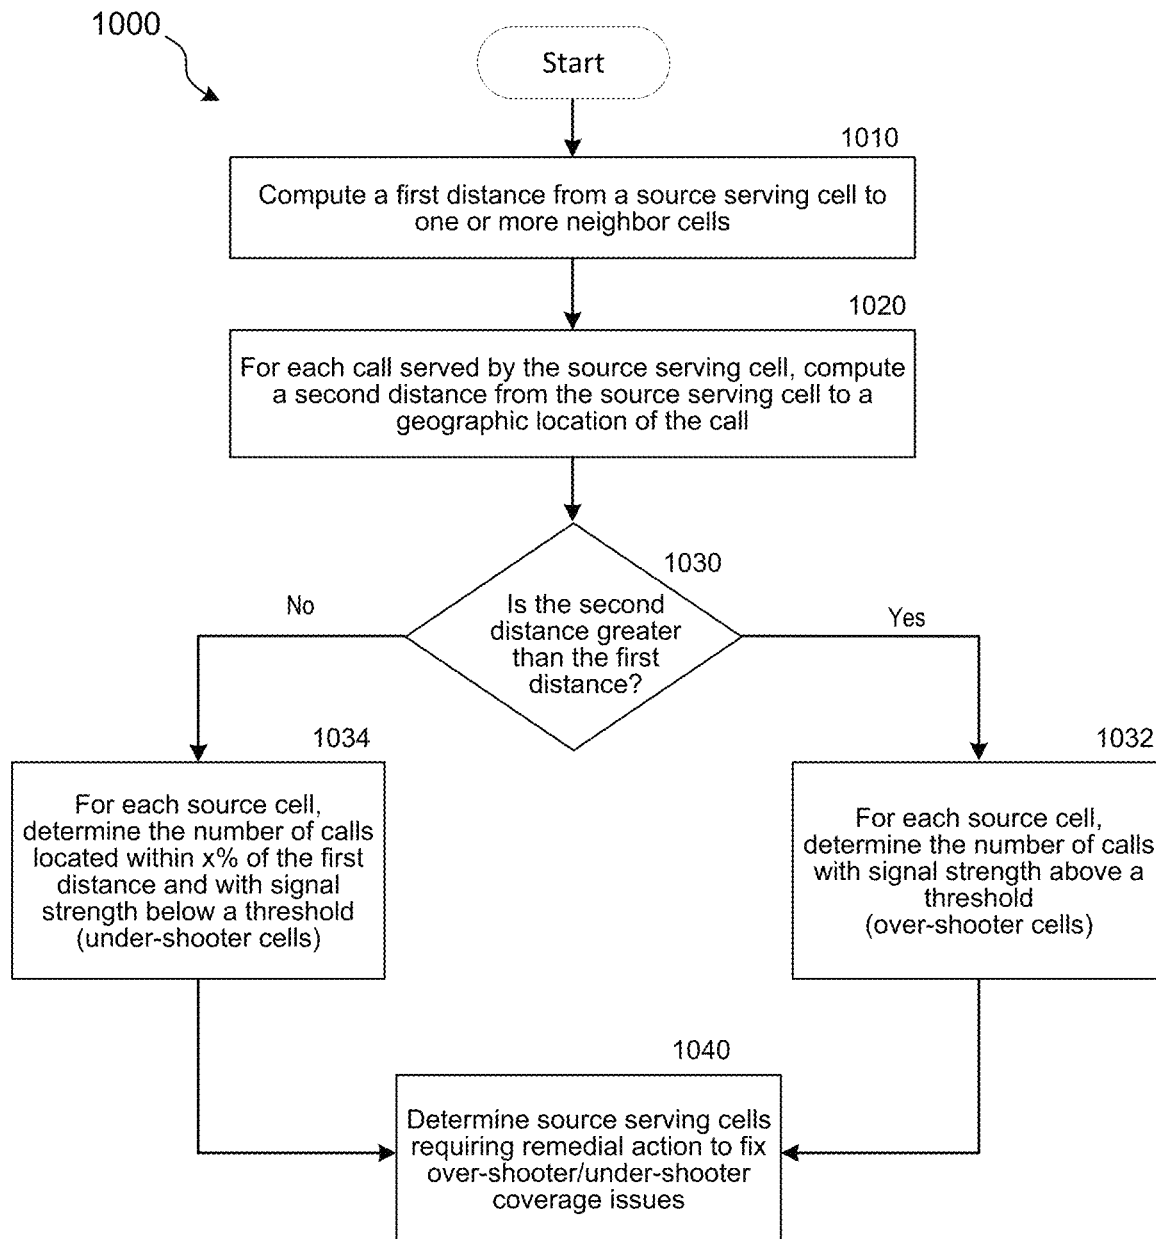 1000
Start
1010
Compute a first distance from a source serving cell to
one or more neighbor cells
1020
For each call served by the source serving cell, compute
a second distance from the source serving cell to a
geographic location of the call
1030
Is the second
distance greater
than the first
distance?
No
Yes
1034
For each source cell,
determine the number of calls
located within x% of the first
distance and with signal
strength below a threshold
(under-shooter cells)
1032
For each source cell,
determine the number of calls
with signal strength above a
threshold
(over-shooter cells)
1040
Determine source serving cells
requiring remedial action to fix
over-shooter/under-shooter
coverage issues